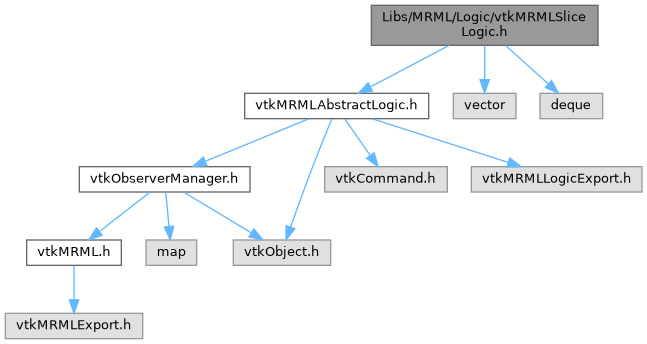 Libs/MRML/Logic/vtkMRMLSlice
Logic.h
vtkMRMLAbstractLogic.h
vector
deque
vtkObserverManager.h
vtkCommand.h
vtkMRMLLogicExport.h
vtkMRML.h
map
vtkObject.h
vtkMRMLExport.h